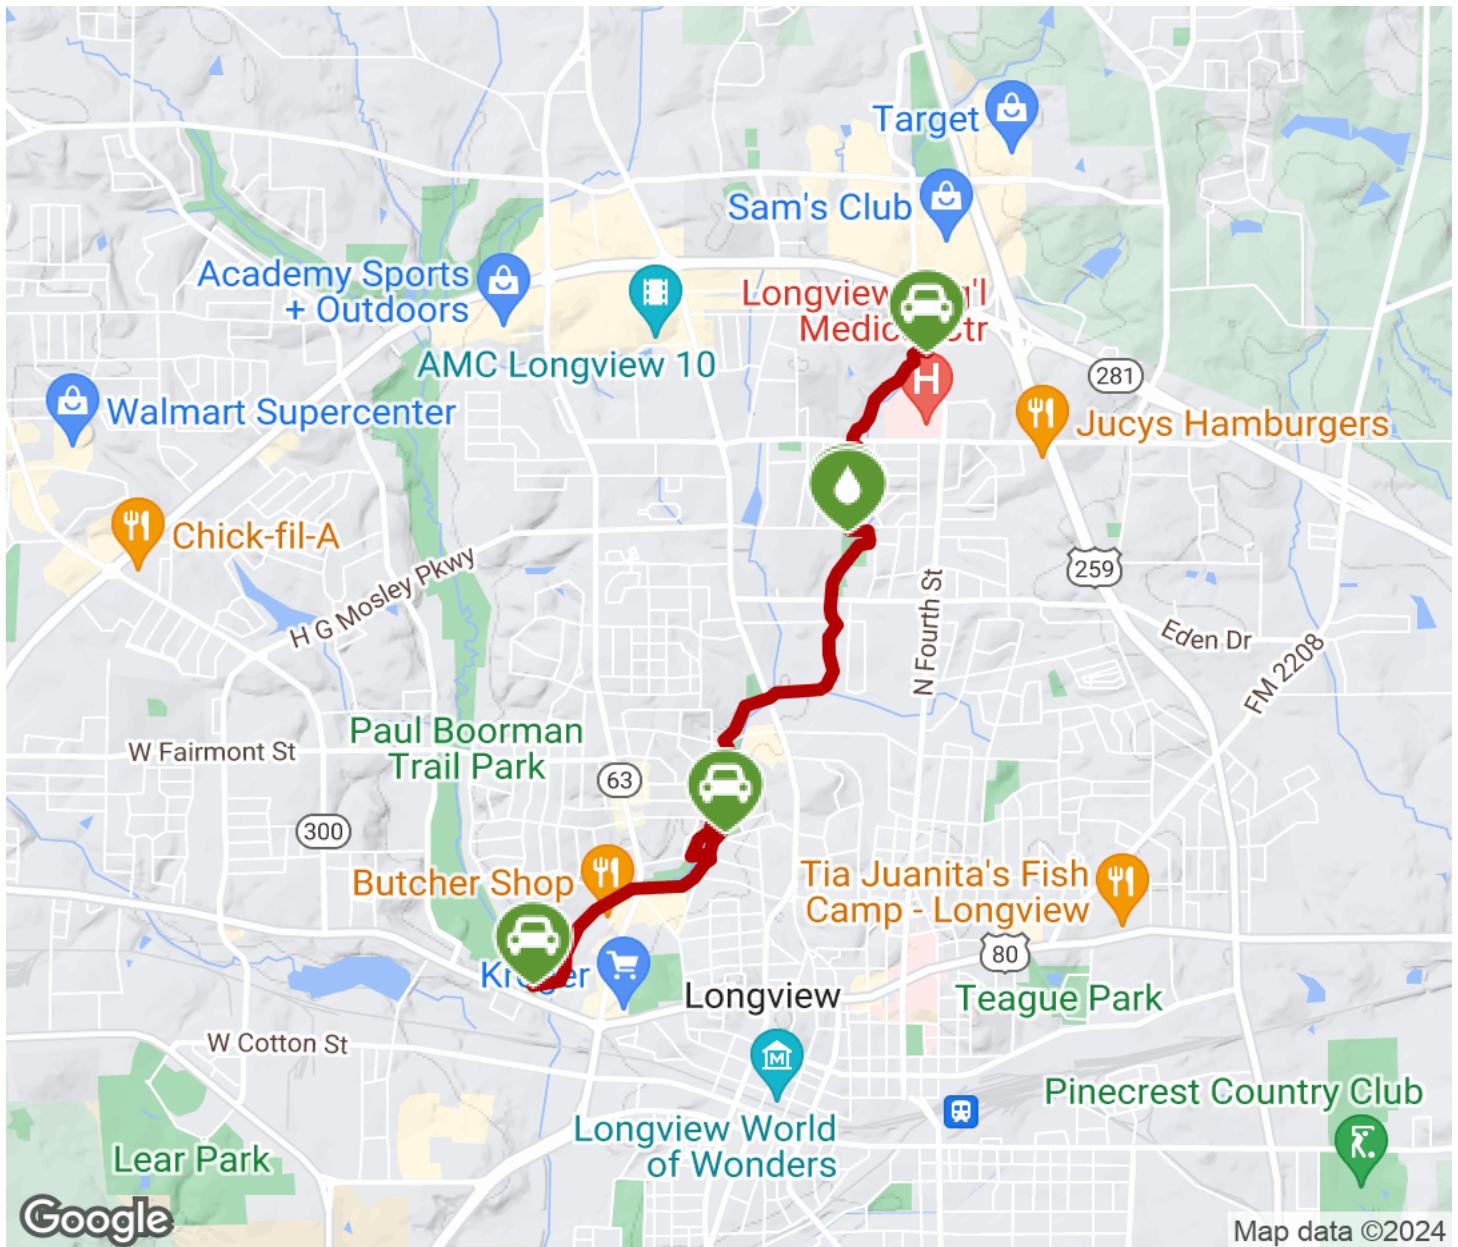 Target
Sam's Club
Academy Sports
+ Outdoors
Longview
Medic
AMC Longview 10
H
281
Walmart Supercenter
Jucys Hamburgers
Chick-fil-A
H G Mosley Pkwy
259
N Fourth St
Eden Dr
FM 2208
Paul Boorman
Trail Park
W Fairmont St
63
300
Butcher Shop
Tia Juanita's Fish
Camp - Longview
80
Longview
Teague Park
W Cotton St
M
Pinecrest Country Club
Longview World
of Wonders
Lear Park
Google
Map data ©2024